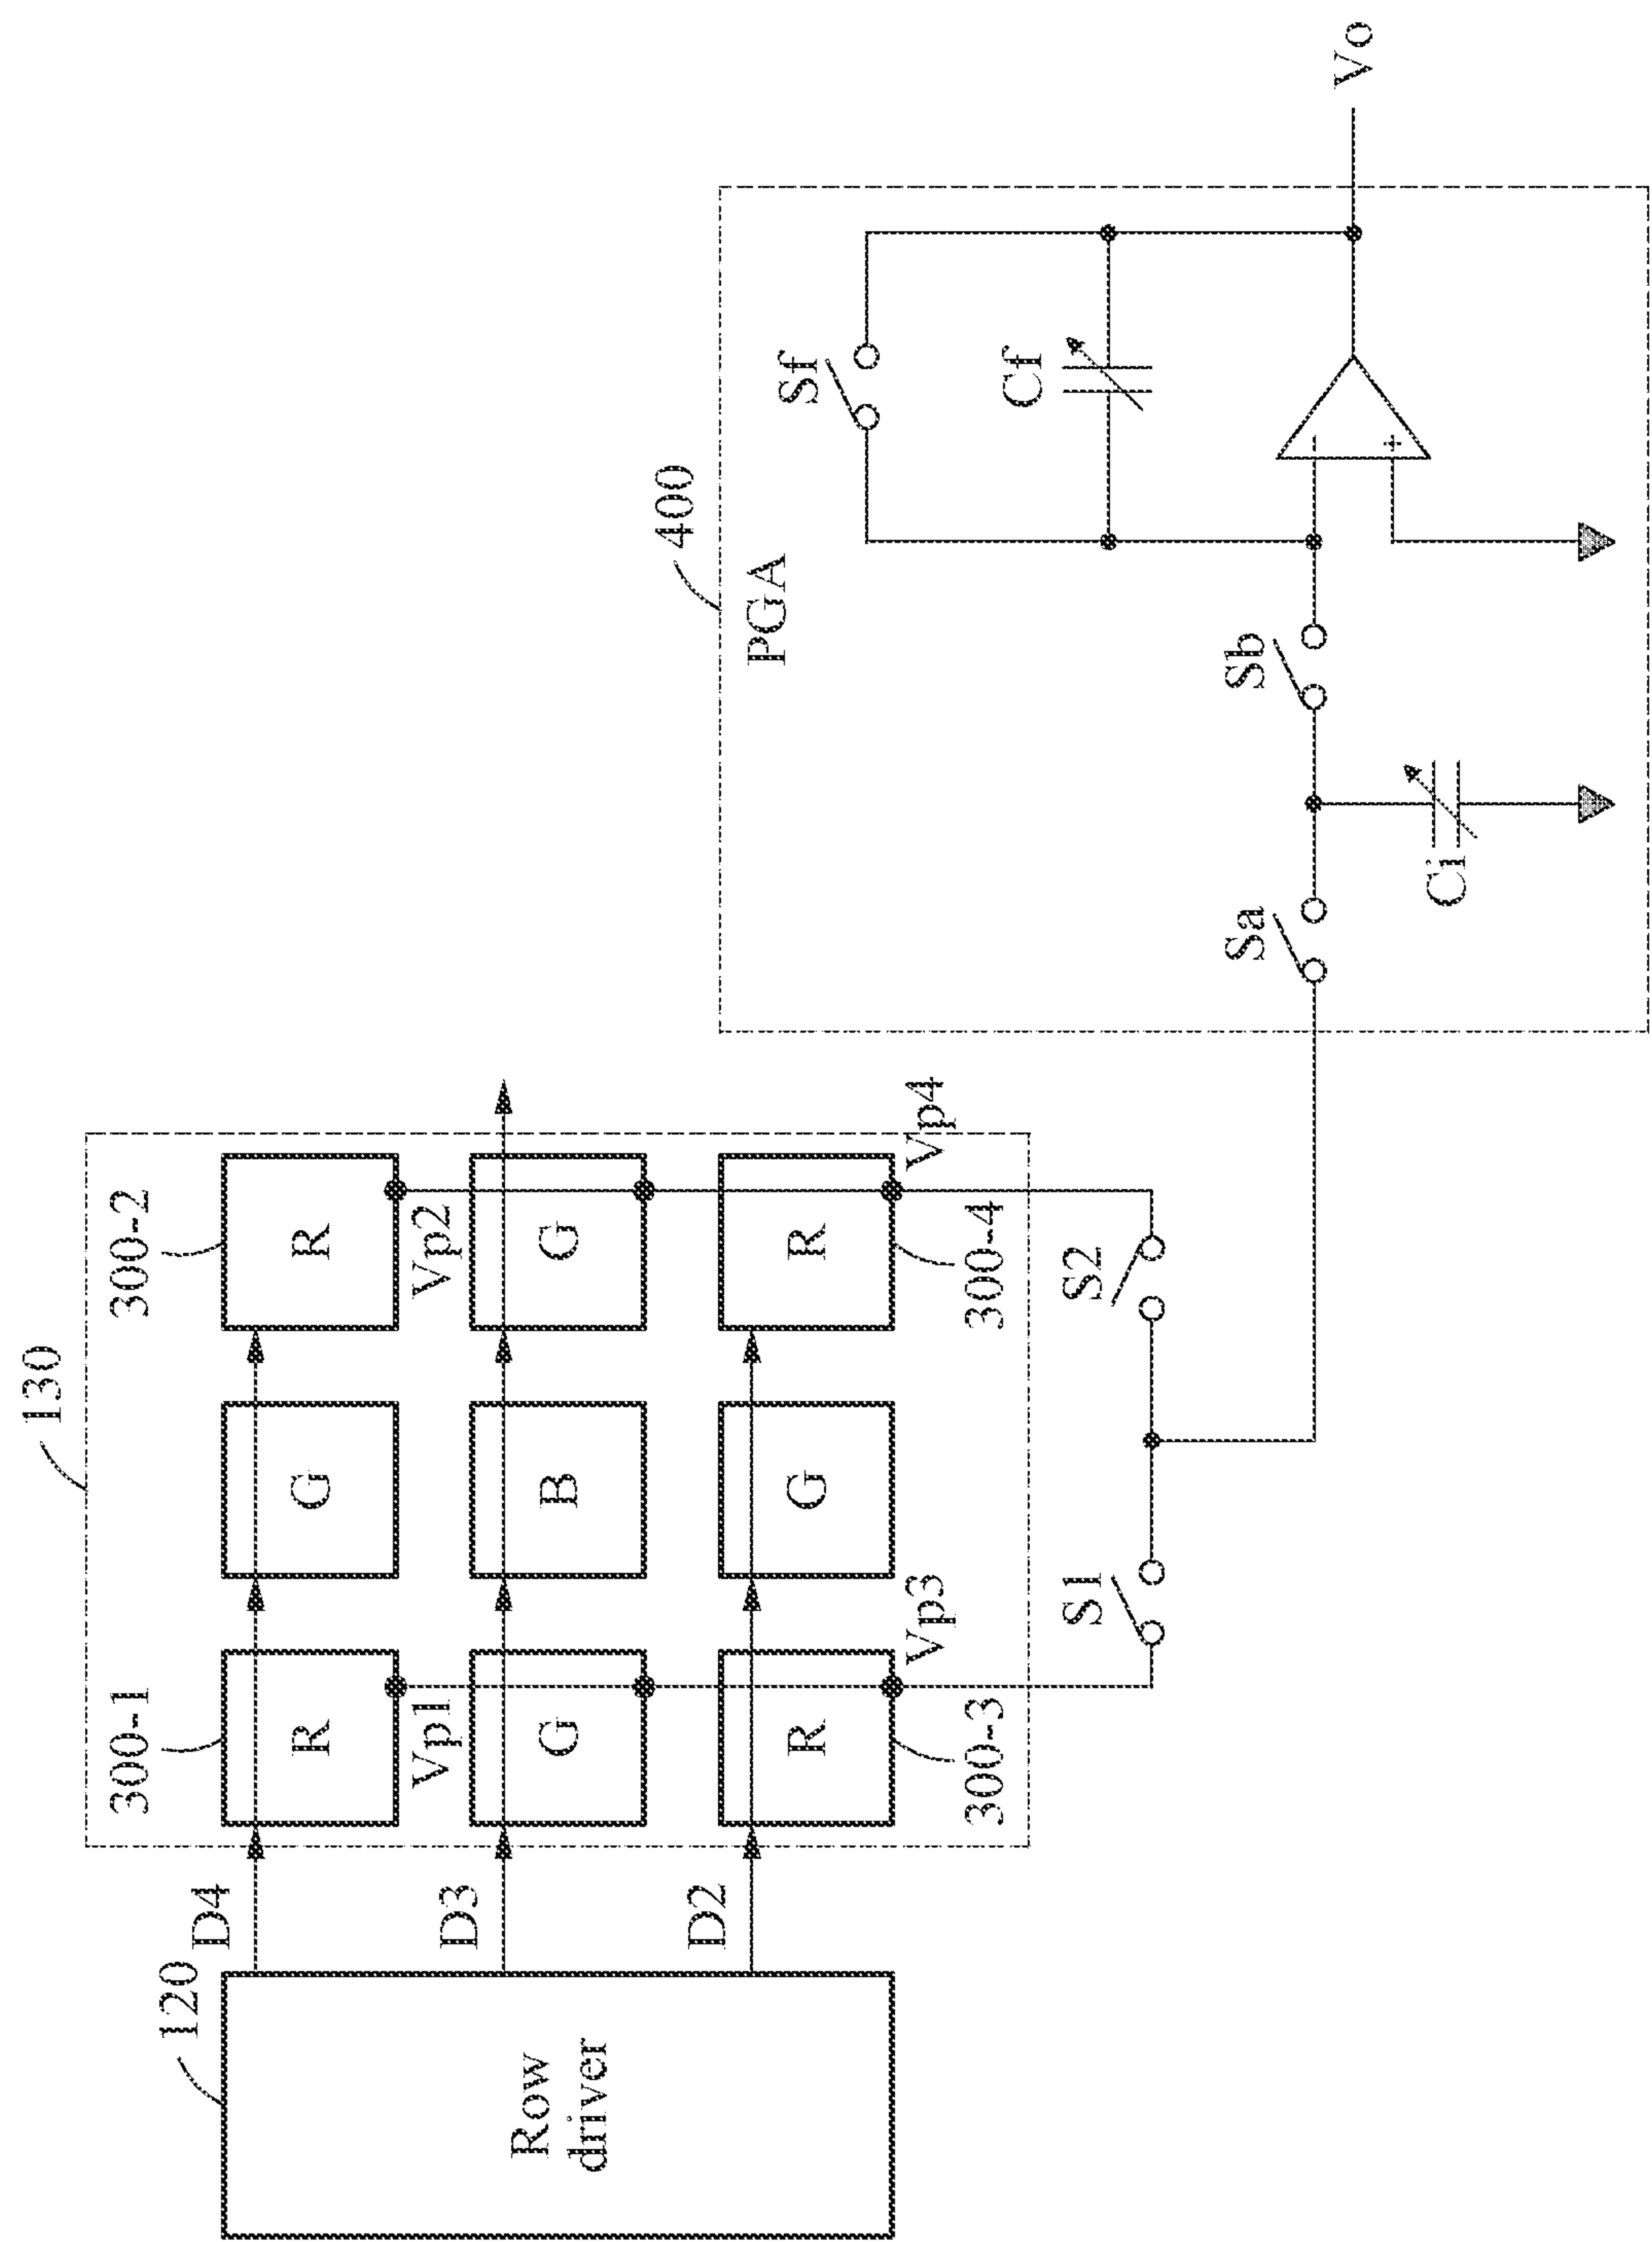 130
300-1
300-2
120
D4
R
G
R
Vp1
Vp2
Row
driver
D3
G
B
G
D2
R
G
R
Vp3
Vp4
300-3
300-4
S1
S2
400
PGA
Sf
Cf
Sa
Sb
-
+
Ci
Vo